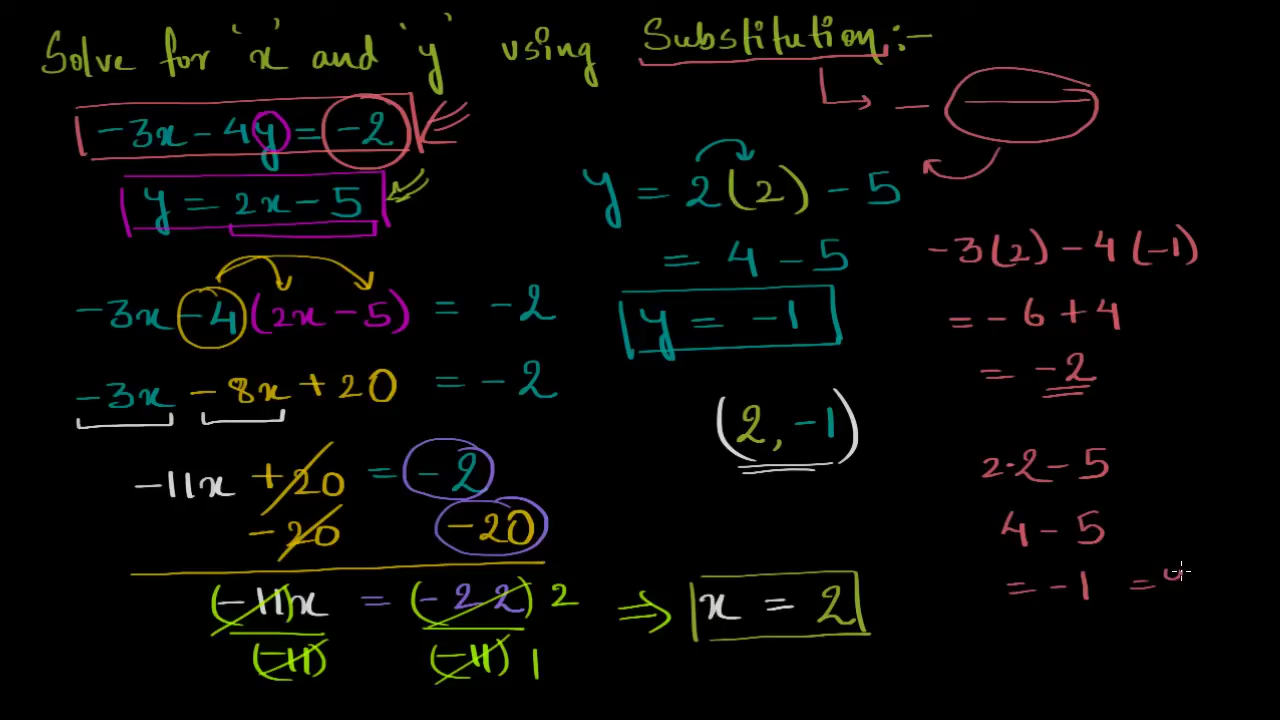 Solve for 'x' and 'y' using Substitution:-
-3x - 4y = -2
y = 2x - 5
-3x -4(2x - 5) = -2
-3x - 8x + 20 = -2
-11x + 20 = -2
-20 -20
(-11)x = (-22) 2
(-11) (-11) 1
⇒ x = 2
y = 2(2) - 5
= 4 - 5
y = -1
(2, -1)
-3(2) - 4(-1)
= -6 + 4
= -2
2·2 - 5
4 - 5
= -1 =